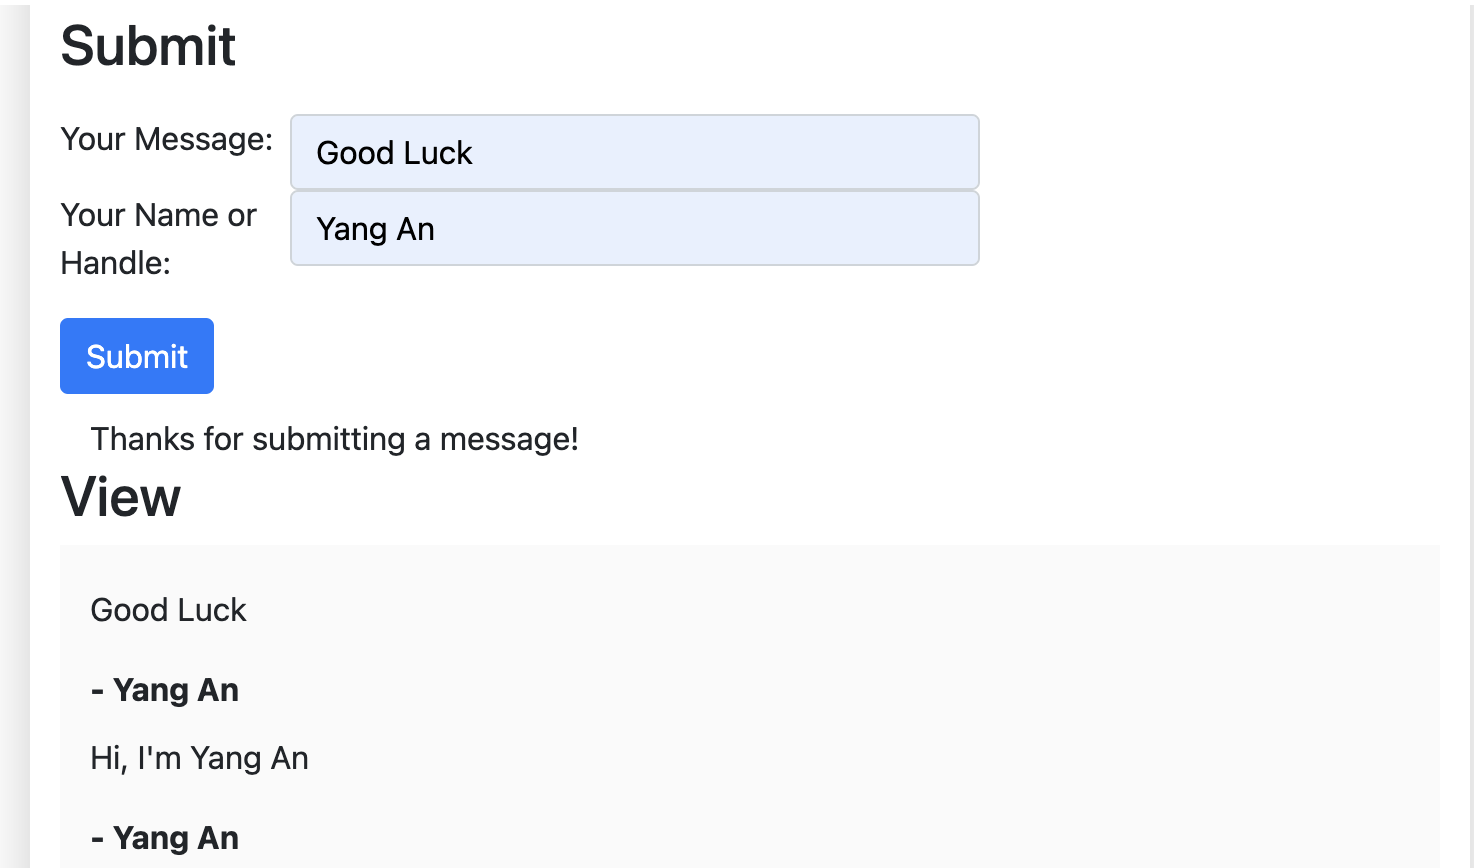 Submit
Your Message:
Good Luck
Your Name or
Handle:
Yang An
Submit
Thanks for submitting a message!
View
Good Luck
- Yang An
Hi, I'm Yang An
- Yang An